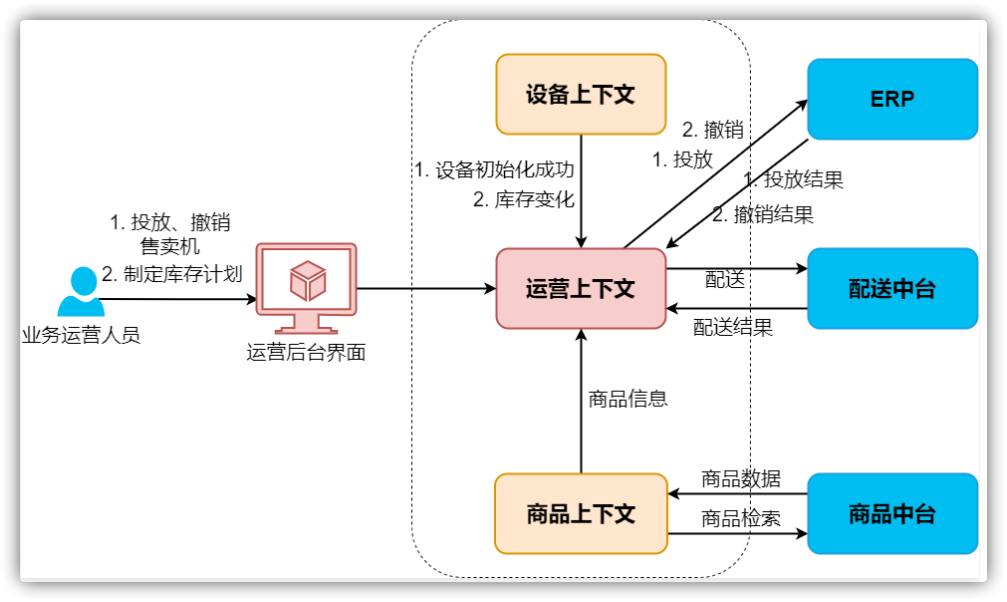 设备上下文
ERP
2. 撤销
1. 投放
1. 设备初始化成功
2. 库存变化
1. 投放结果
2. 撤销结果
1. 投放、撤销
售卖机
2. 制定库存计划
业务运营人员
运营后台界面
运营上下文
配送
配送结果
配送中台
商品信息
商品上下文
商品数据
商品检索
商品中台